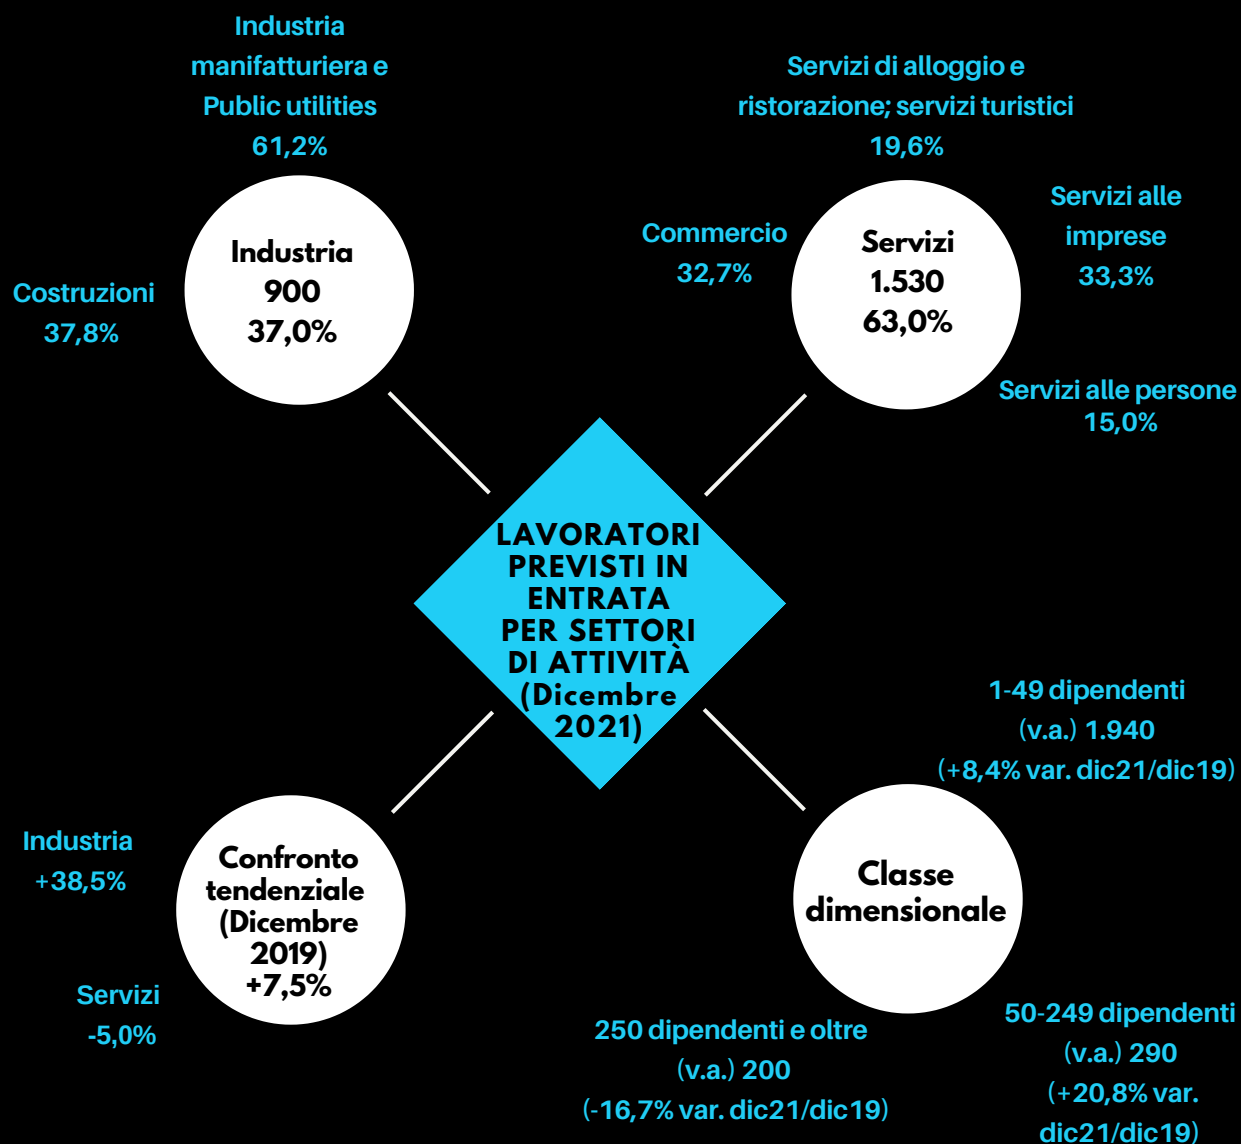 Industria
manifatturiera e
Public utilities
61,2%
Costruzioni
37,8%
Industria
900
37,0%
Servizi di alloggio e
ristorazione; servizi turistici
19,6%
Commercio
32,7%
Servizi
1.530
63,0%
Servizi alle
imprese
33,3%
Servizi alle persone
15,0%
LAVORATORI
PREVISTI IN
ENTRATA
PER SETTORI
DI ATTIVITÀ
(Dicembre
2021)
Industria
+38,5%
Servizi
-5,0%
Confronto
tendenziale
(Dicembre
2019)
+7,5%
1-49 dipendenti
(v.a.) 1.940
(+8,4% var. dic21/dic19)
Classe
dimensionale
250 dipendenti e oltre
(v.a.) 200
(-16,7% var. dic21/dic19)
50-249 dipendenti
(v.a.) 290
(+20,8% var.
dic21/dic19)